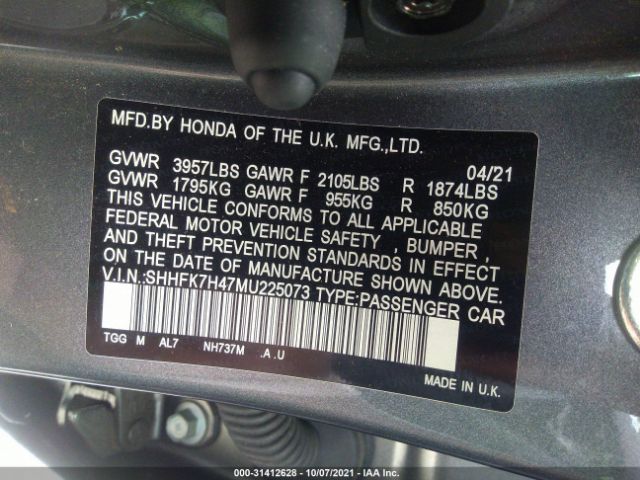 MFD.BY HONDA OF THE U.K. MFG.,LTD.
04/21
GVWR 3957LBS GAWR F 2105LBS R 1874LBS
GVWR 1795KG GAWR F 955KG R 850KG
THIS VEHICLE CONFORMS TO ALL APPLICABLE
FEDERAL MOTOR VEHICLE SAFETY , BUMPER ,
AND THEFT PREVENTION STANDARDS IN EFFECT
ON THE DATE OF MANUFACTURE SHOWN ABOVE.
V.I.N.:SHHFK7H47MU225073 TYPE:PASSENGER CAR
TGG M AL7 NH737M .A .U
MADE IN U.K.
000-31412628 - 10/07/2021 - IAA Inc.